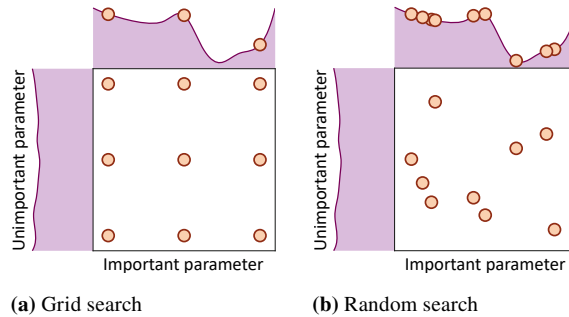 Unimportant parameter
Important parameter
(a) Grid search
Unimportant parameter
Important parameter
(b) Random search